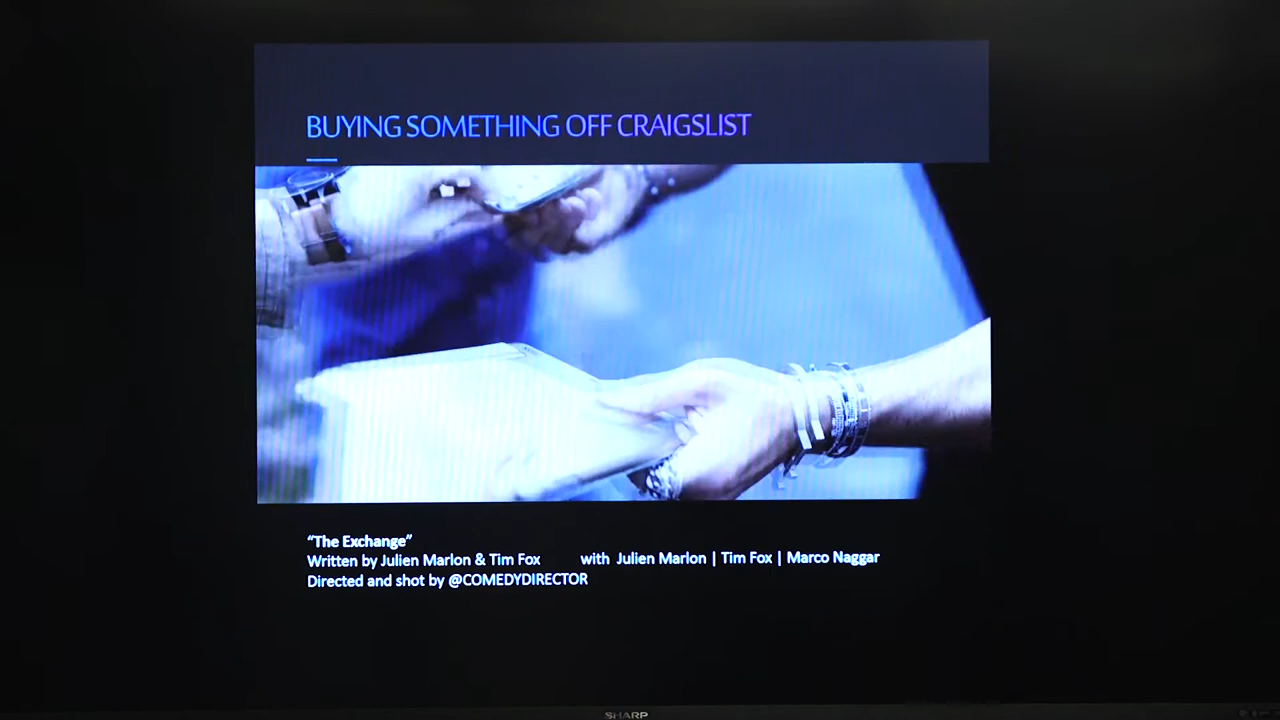 BUYING SOMETHING OFF CRAIGSLIST
“The Exchange”
Written by Julien Marlon & Tim Fox with Julien Marlon | Tim Fox | Marco Naggar
Directed and shot by @COMEDYDIRECTOR
SHARP